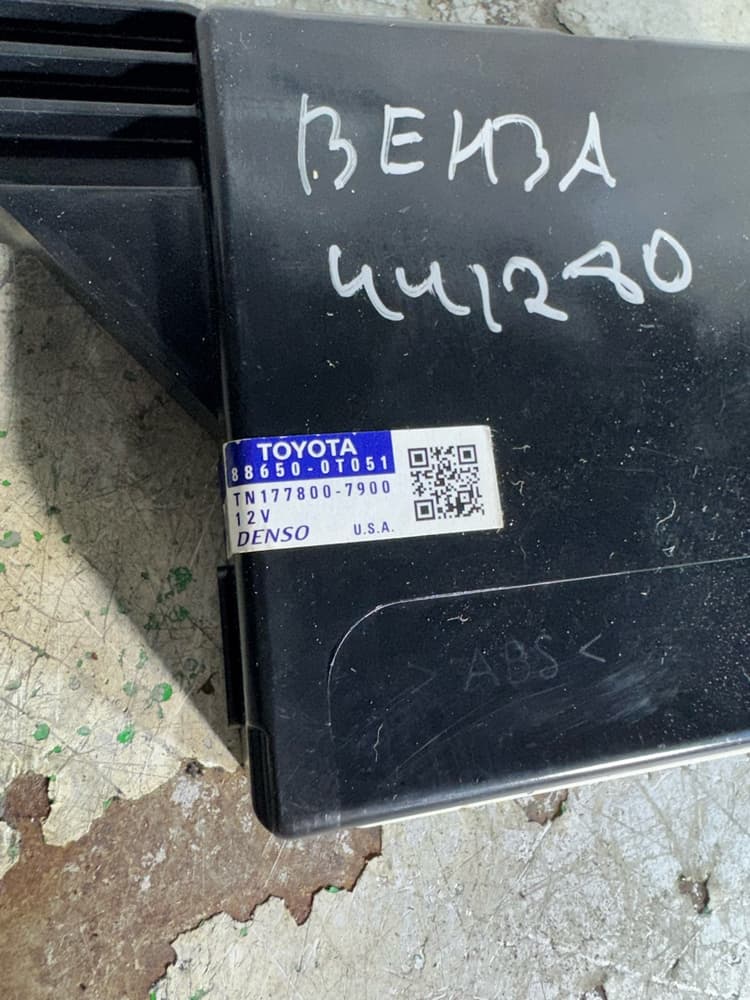 ВЕНЗА
441280
TOYOTA
88650-0T051
TN177800-7900
12V
DENSO U.S.A.
> ABS <